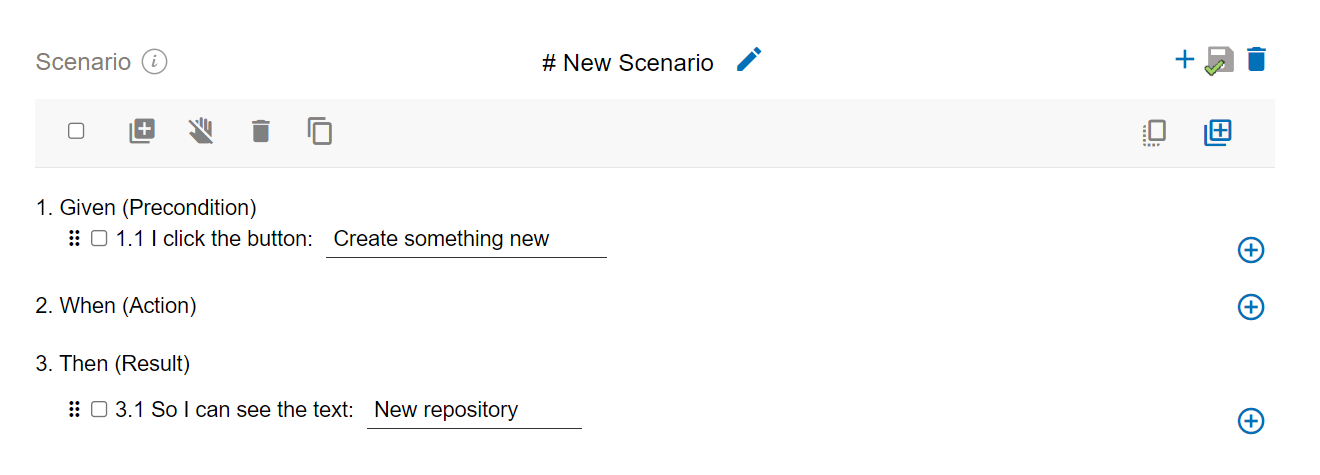 Scenario
# New Scenario
1. Given (Precondition)
1.1 I click the button: Create something new
2. When (Action)
3. Then (Result)
3.1 So I can see the text: New repository